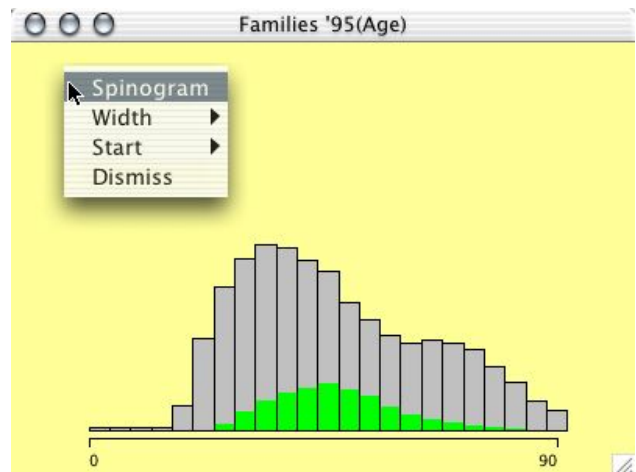 Families '95(Age)
Spinogram
Width
Start
Dismiss
0
90